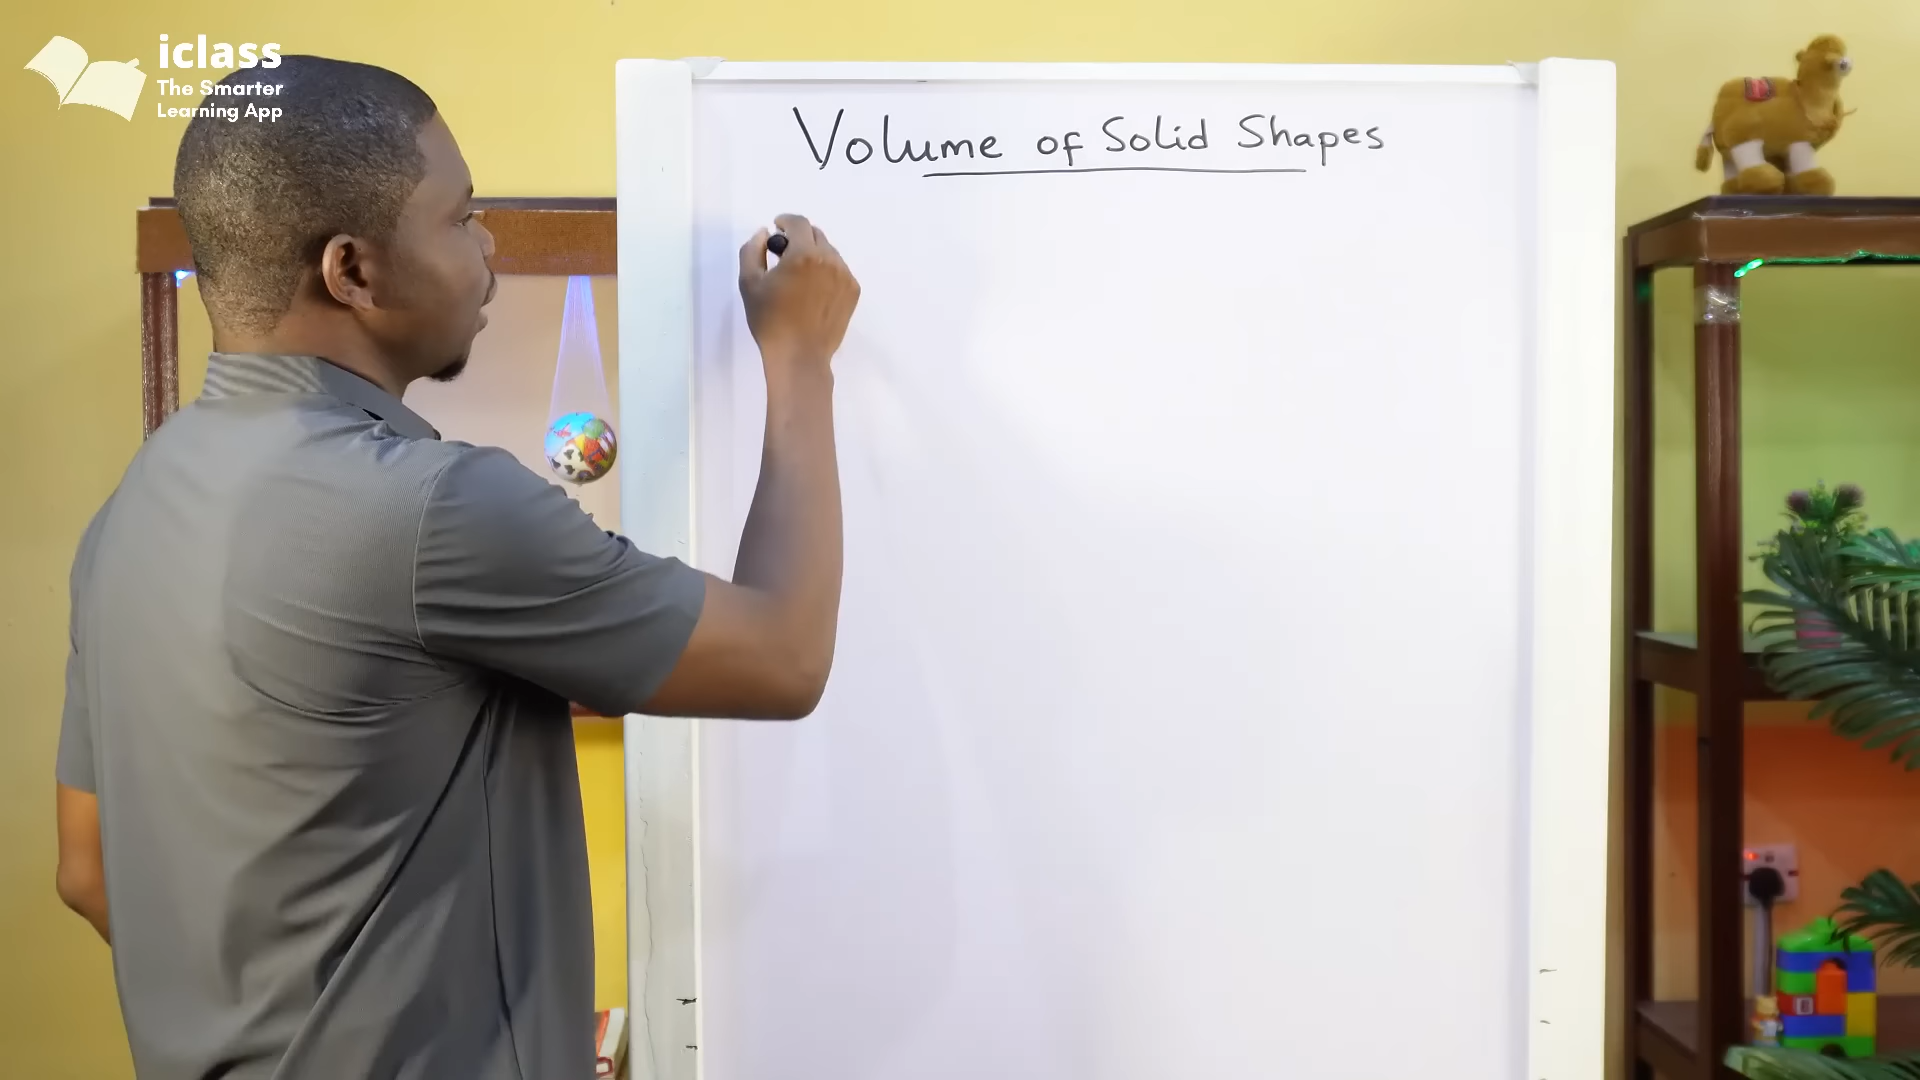 iclass
The Smarter
Learning App
Volume of Solid Shapes
B